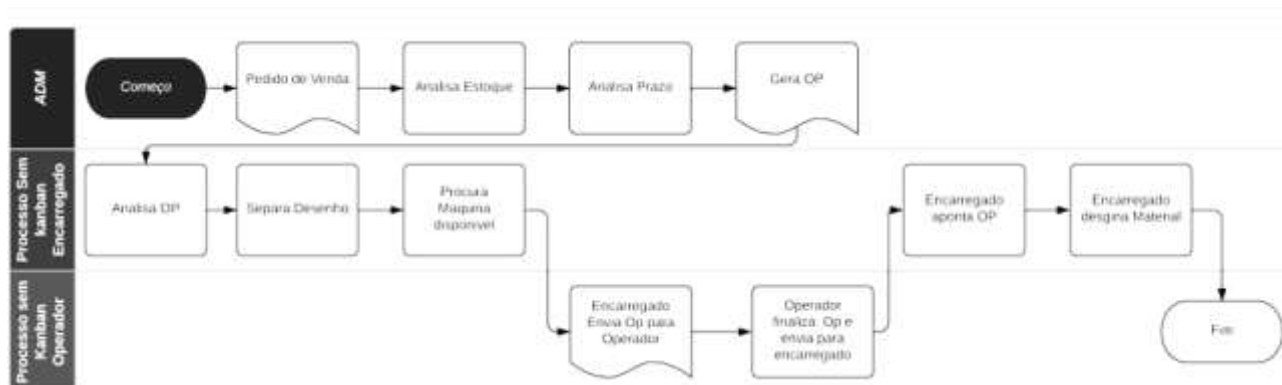 ADM
Começo
Pedido de Venda
Analisa Estoque
Analisa Prazo
Gera OP
Processo Sem
kanban
Encarregado
Analisa OP
Separa Desenho
Procura
Maquina
disponivel
Encarregado
aponta OP
Encarregado
desgina Material
Processo sem
Kanban
Operador
Encarregado
Envia Op para
Operador
Operador
finaliza Op e
envia para
encarregado
Fim